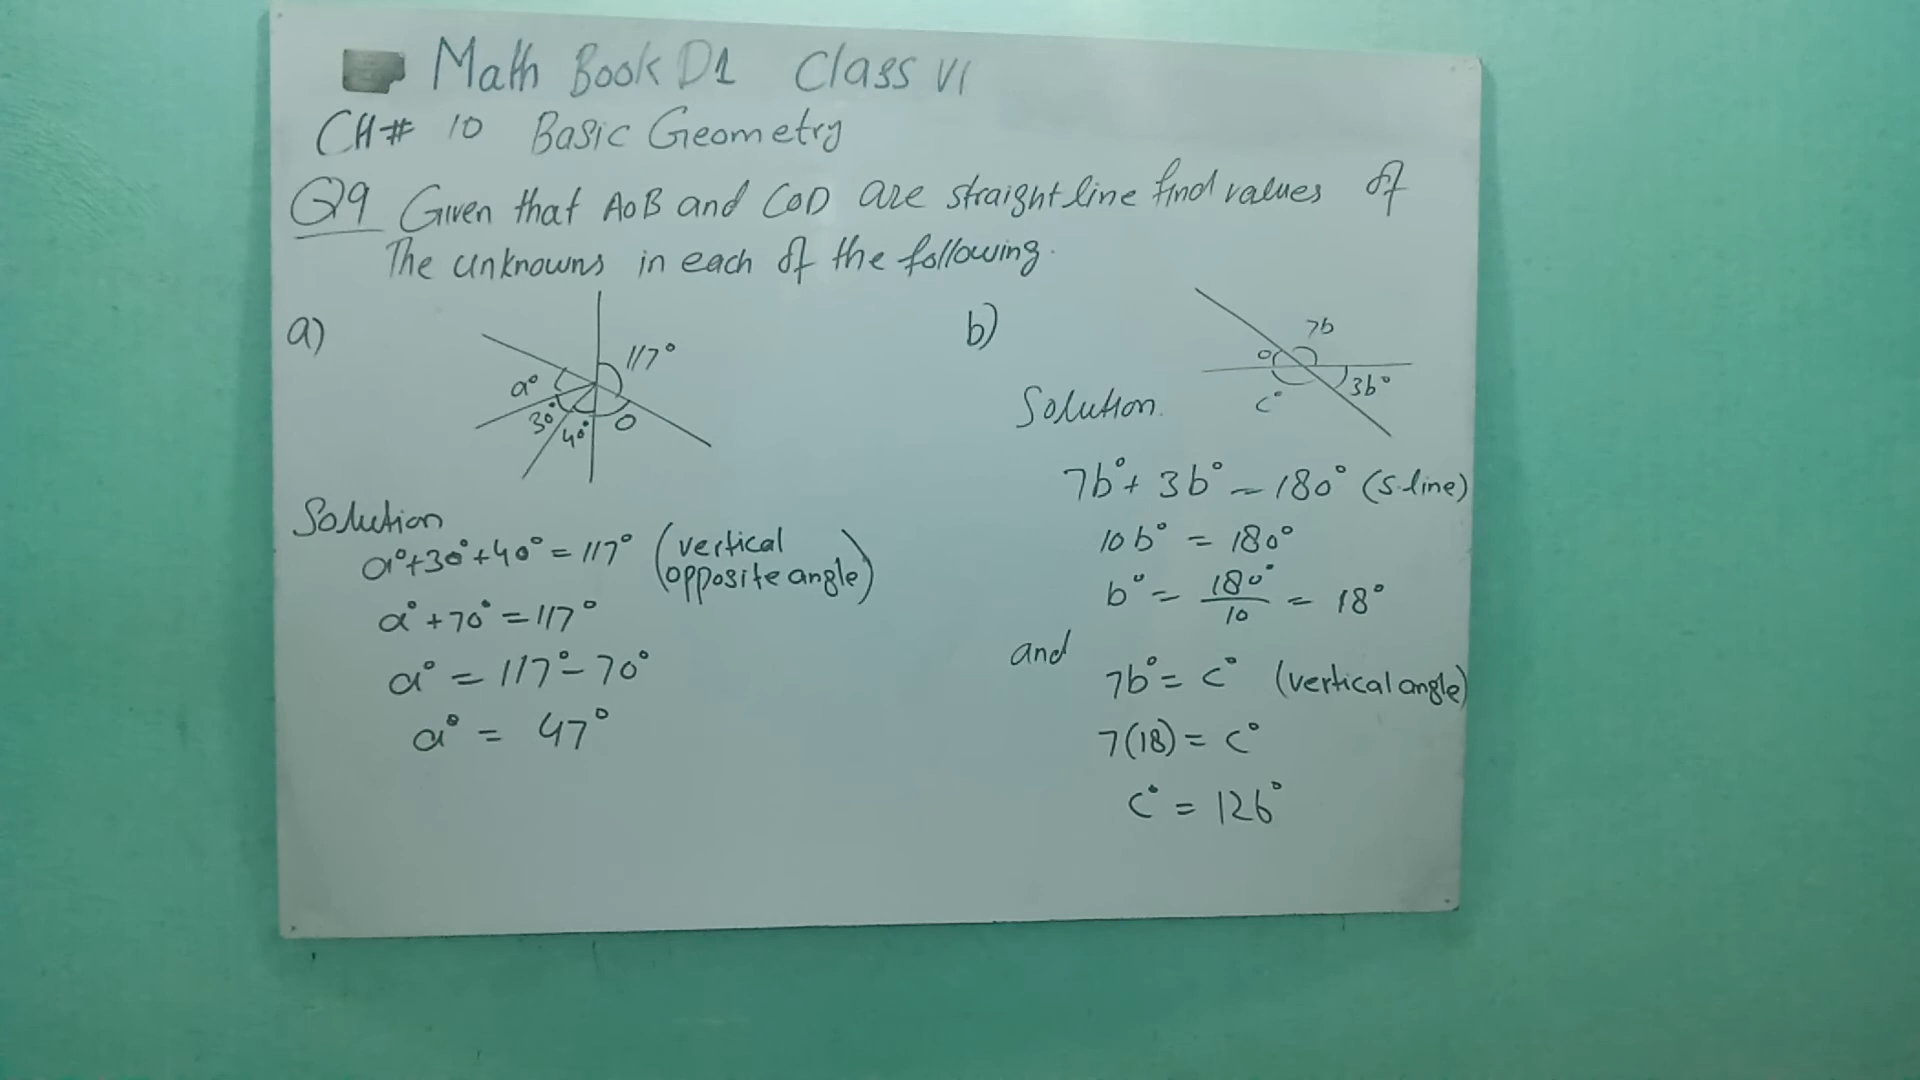 Math Book D1 Class VI
CH# 10 Basic Geometry
Q9 Given that AOB and COD are straight line find values of
The unknowns in each of the following.
a)
117°
a°
30°
40°
O
Solution
a°+30°+40° = 117° (vertical opposite angle)
a°+70° = 117°
a° = 117°-70°
a° = 47°
b)
7b
O
3b°
c°
Solution.
7b°+ 3b° = 180° (s.line)
10b° = 180°
b° = 180°/10 = 18°
and
7b° = c° (vertical angle)
7(18) = c°
c° = 126°